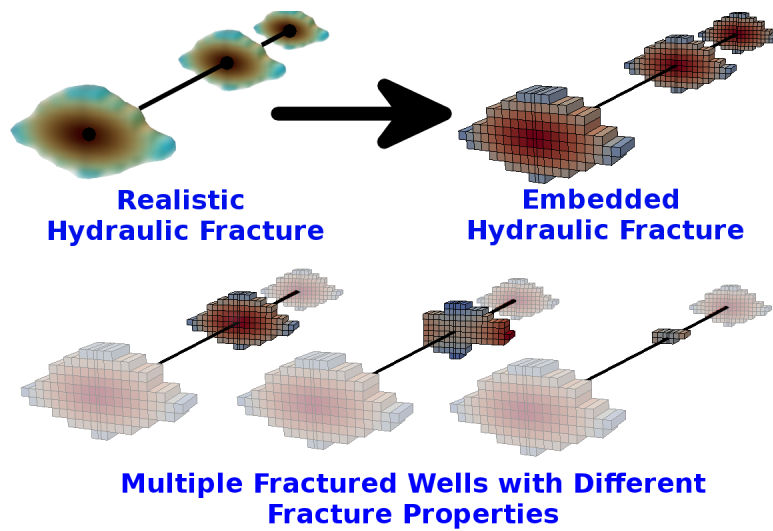 Realistic
Hydraulic Fracture
Embedded
Hydraulic Fracture
Multiple Fractured Wells with Different
Fracture Properties